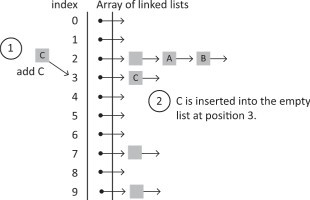 index Array of linked lists
0
1
1
C
2
A
B
add C
3
C
4
2 C is inserted into the empty
list at position 3.
5
6
7
8
9